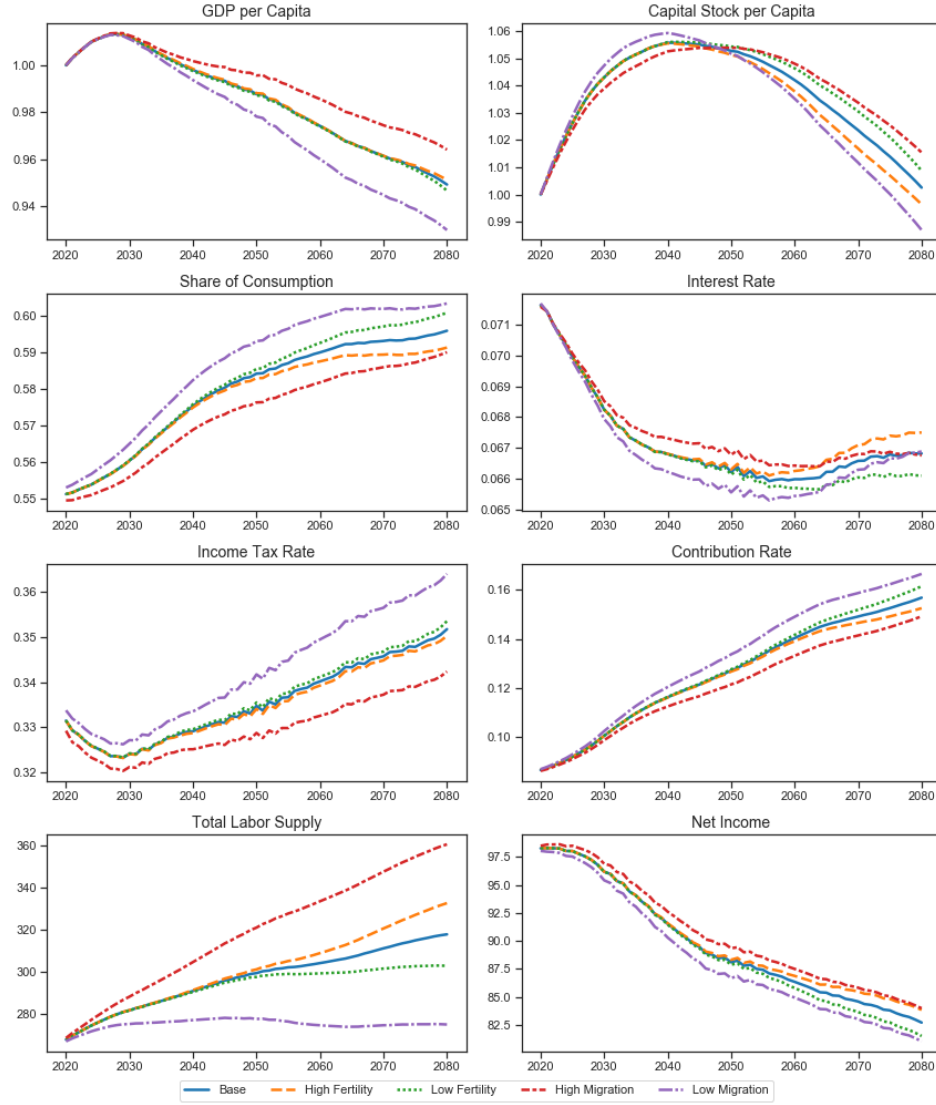 GDP per Capita
1.00
0.98
0.96
0.94
2020 2030 2040 2050 2060 2070 2080
Capital Stock per Capita
1.06
1.05
1.04
1.03
1.02
1.01
1.00
0.99
2020 2030 2040 2050 2060 2070 2080
Share of Consumption
0.60
0.59
0.58
0.57
0.56
0.55
2020 2030 2040 2050 2060 2070 2080
Interest Rate
0.071
0.070
0.069
0.068
0.067
0.066
0.065
2020 2030 2040 2050 2060 2070 2080
Income Tax Rate
0.36
0.35
0.34
0.33
0.32
2020 2030 2040 2050 2060 2070 2080
Contribution Rate
0.16
0.14
0.12
0.10
2020 2030 2040 2050 2060 2070 2080
Total Labor Supply
360
340
320
300
280
2020 2030 2040 2050 2060 2070 2080
Net Income
97.5
95.0
92.5
90.0
87.5
85.0
82.5
2020 2030 2040 2050 2060 2070 2080
Base High Fertility Low Fertility High Migration Low Migration